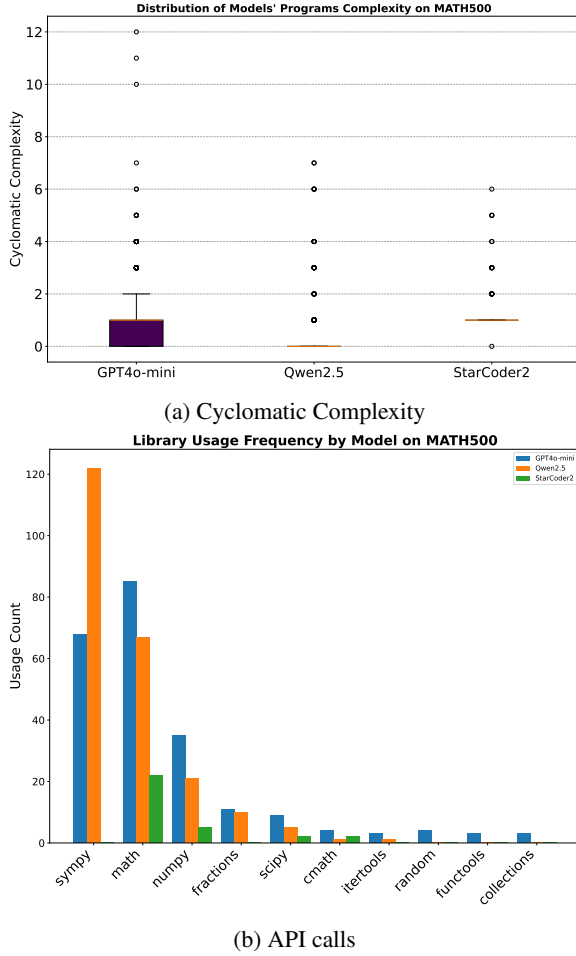 Distribution of Models' Programs Complexity on MATH500
Cyclomatic Complexity
12
10
8
6
4
2
0
GPT4o-mini Qwen2.5 StarCoder2
(a) Cyclomatic Complexity
Library Usage Frequency by Model on MATH500
GPT4o-mini
Qwen2.5
StarCoder2
Usage Count
120
100
80
60
40
20
0
sympy math numpy fractions scipy cmath itertools random functools collections
(b) API calls